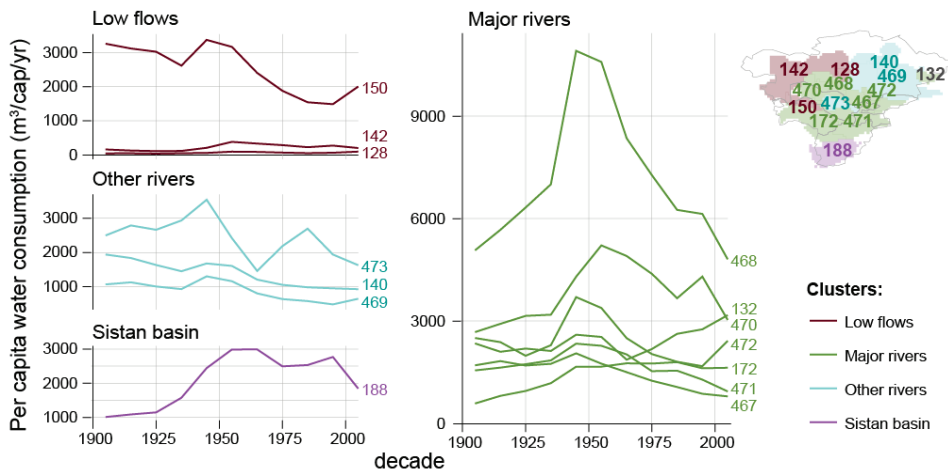 Low flows
3000
2000
1000
0
150
142
128
Other rivers
3000
2000
1000
473
140
469
Sistan basin
3000
2000
1000
188
1900 1925 1950 1975 2000
Per capita water consumption (m³/cap/yr)
decade
Major rivers
9000
6000
3000
0
468
132
470
472
172
471
467
1900 1925 1950 1975 2000
142 128 140
469 132
470 468 472
150 473 467
172 471
188
Clusters:
Low flows
Major rivers
Other rivers
Sistan basin